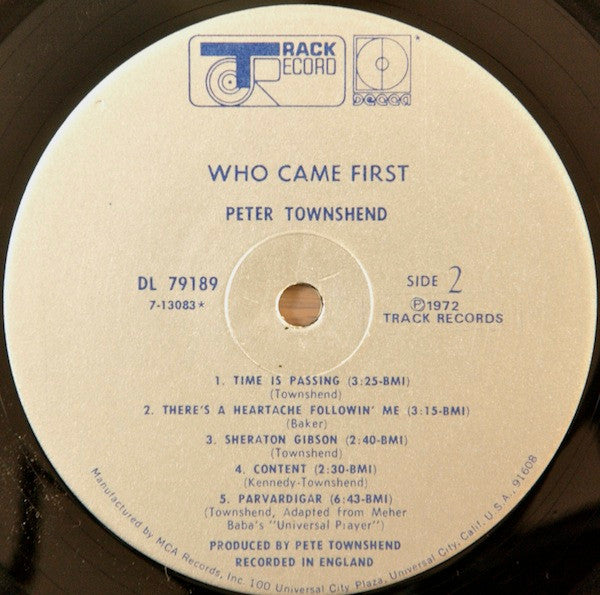 TRACK
RECORD
*
DECCA
WHO CAME FIRST
PETER TOWNSHEND
DL 79189
7-13083*
SIDE 2
Ⓟ1972
TRACK RECORDS
1. TIME IS PASSING (3:25-BMI)
(Townshend)
2. THERE'S A HEARTACHE FOLLOWIN' ME (3:15-BMI)
(Baker)
3. SHERATON GIBSON (2:40-BMI)
(Townshend)
4. CONTENT (2:30-BMI)
(Kennedy-Townshend)
5. PARVARDIGAR (6:43-BMI)
(Townshend, Adapted from Meher
Baba's "Universal Prayer")
PRODUCED BY PETE TOWNSHEND
RECORDED IN ENGLAND
Manufactured by MCA Records, Inc. 100 Universal City Plaza, Universal City, Calif. U.S.A., 91608